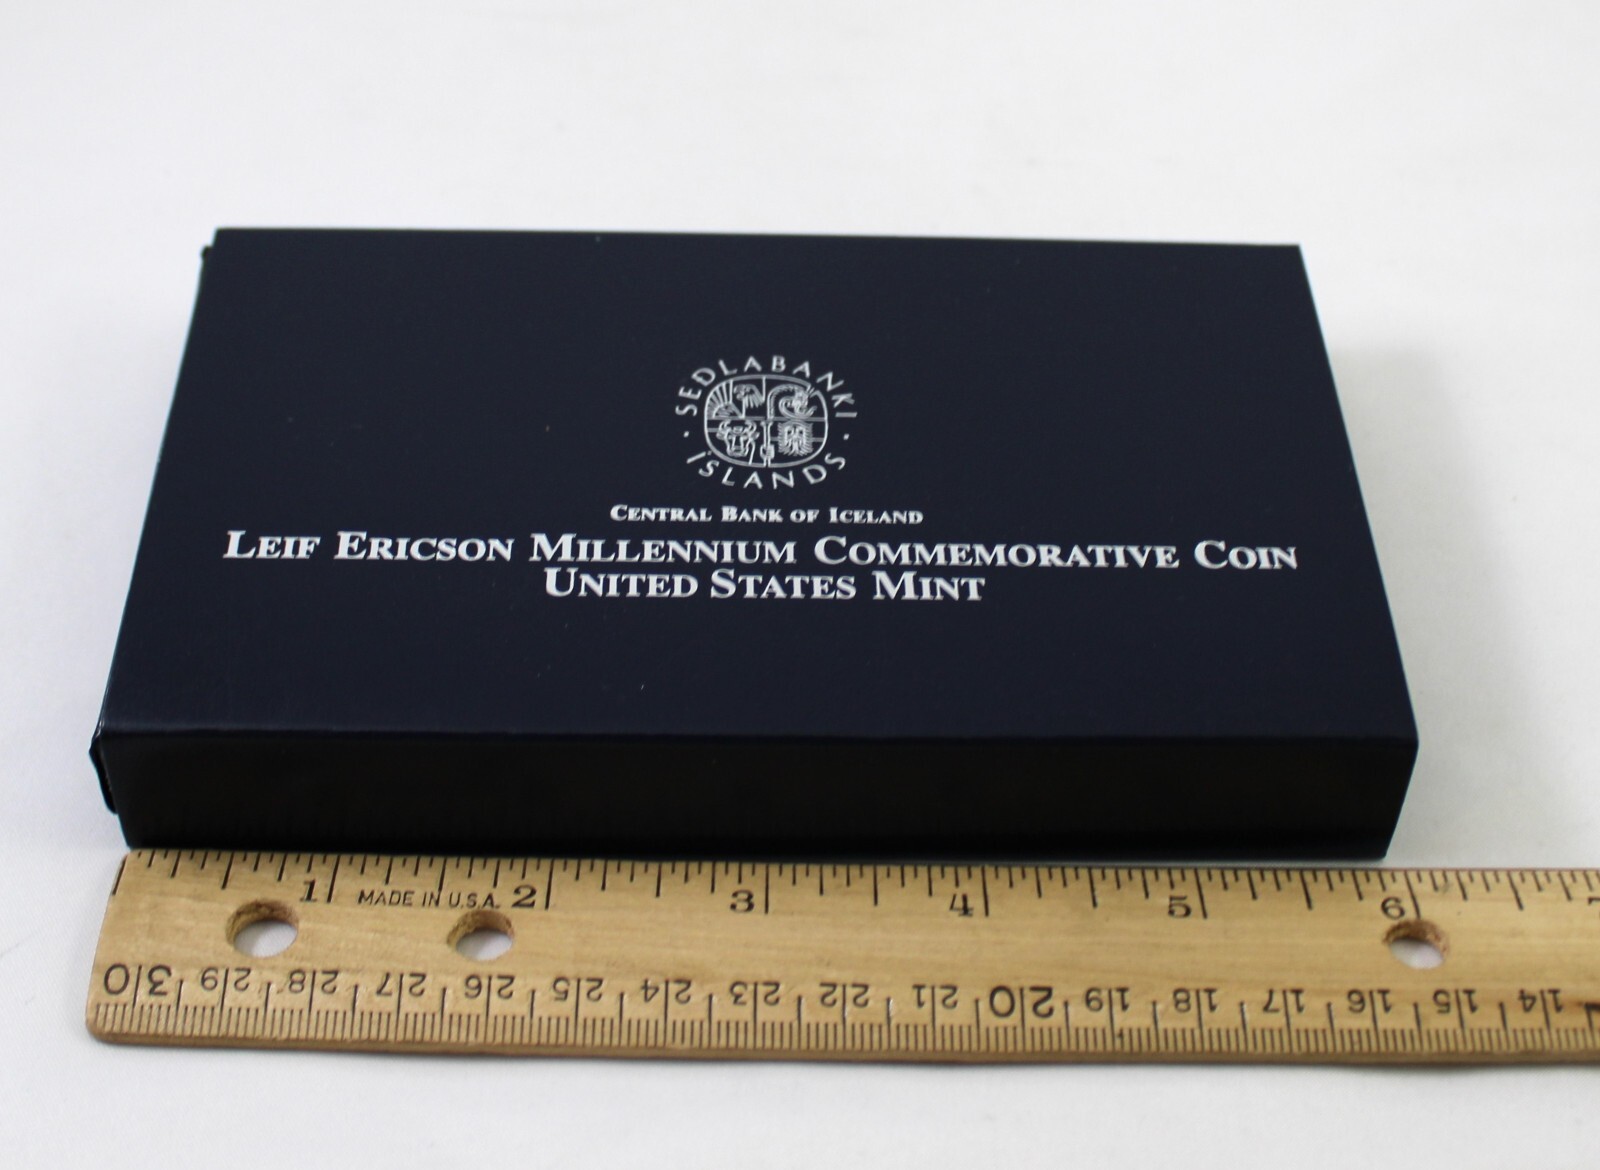 SEDLABANKI
ÍSLANDS
CENTRAL BANK OF ICELAND
LEIF ERICSON MILLENNIUM COMMEMORATIVE COIN
UNITED STATES MINT
1 MADE IN U.S.A. 2 3 4 5 6
30 29 28 27 26 25 24 23 22 21 20 19 18 17 16 15 14